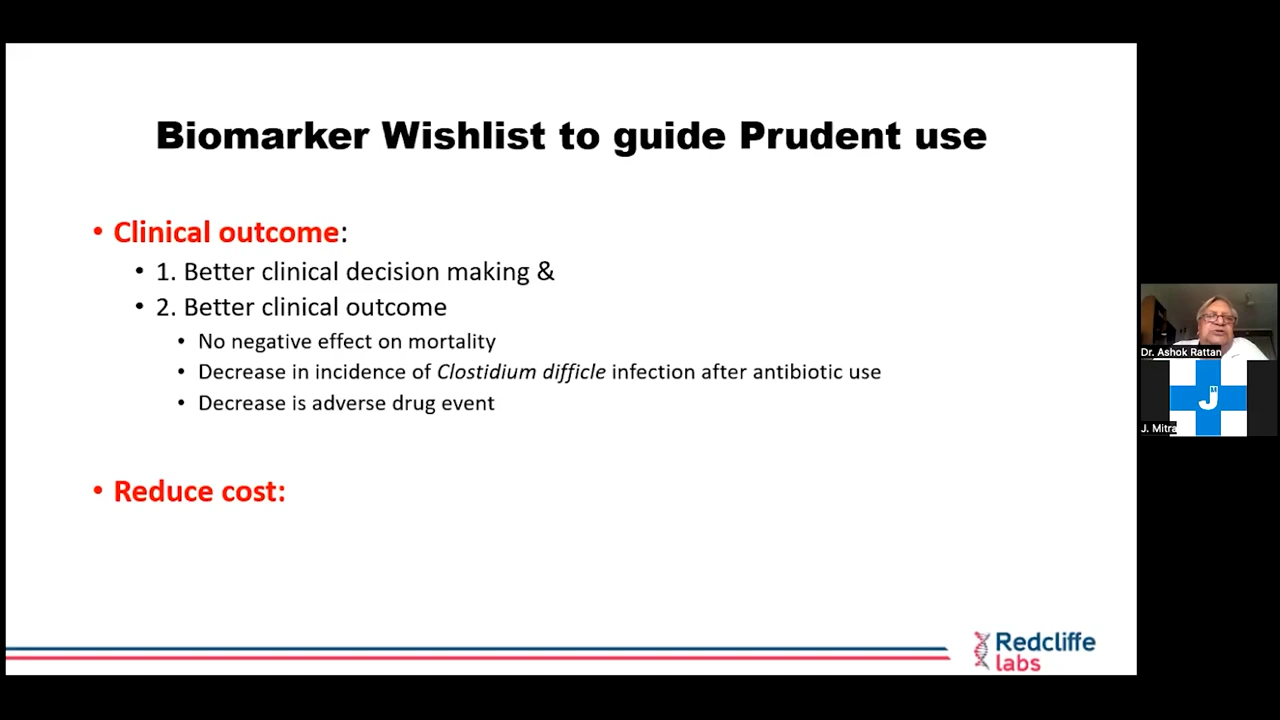 Biomarker Wishlist to guide Prudent use
• Clinical outcome:
• 1. Better clinical decision making &
• 2. Better clinical outcome
• No negative effect on mortality
• Decrease in incidence of Clostidium difficle infection after antibiotic use
• Decrease is adverse drug event
• Reduce cost:
Redcliffe
labs
Dr. Ashok Rattan
J M
J. Mitra